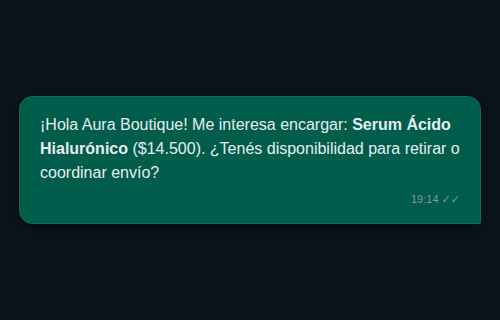 ¡Hola Aura Boutique! Me interesa encargar: Serum Ácido
Hialurónico ($14.500). ¿Tenés disponibilidad para retirar o
coordinar envío?
19:14 ✓✓